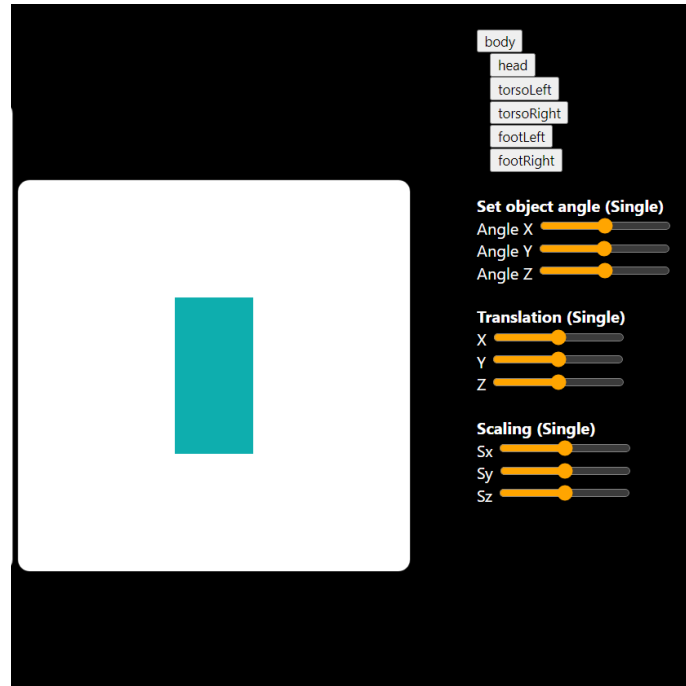 body
head
torsoLeft
torsoRight
footLeft
footRight
Set object angle (Single)
Angle X
Angle Y
Angle Z
Translation (Single)
X
Y
Z
Scaling (Single)
Sx
Sy
Sz